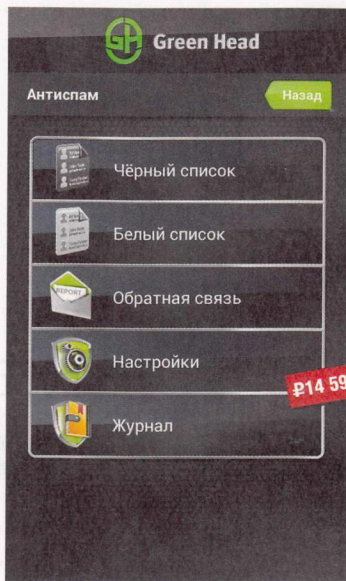 GH Green Head
Антиспам
Назад
Чёрный список
Белый список
REPORT
Обратная связь
Настройки
₽14 59
Журнал